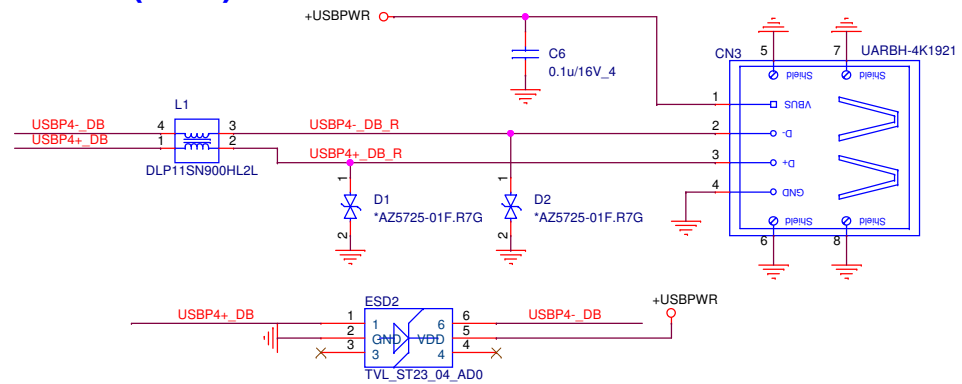 +USBPWR
C6
0.1u/16V_4
CN3
5
7
UARBH-4K1921
Shield
Shield
1
VBUS
L1
USBP4-_DB
4
3
USBP4-_DB_R
2
D-
USBP4+_DB
1
2
USBP4+_DB_R
3
D+
DLP11SN900HL2L
1
1
4
GND
D1
*AZ5725-01F.R7G
D2
*AZ5725-01F.R7G
2
2
Shield
Shield
6
8
ESD2
+USBPWR
USBP4+_DB
1
1
6
6
USBP4-_DB
2
GND
VDD
5
3
3
4
4
TVL_ST23_04_AD0